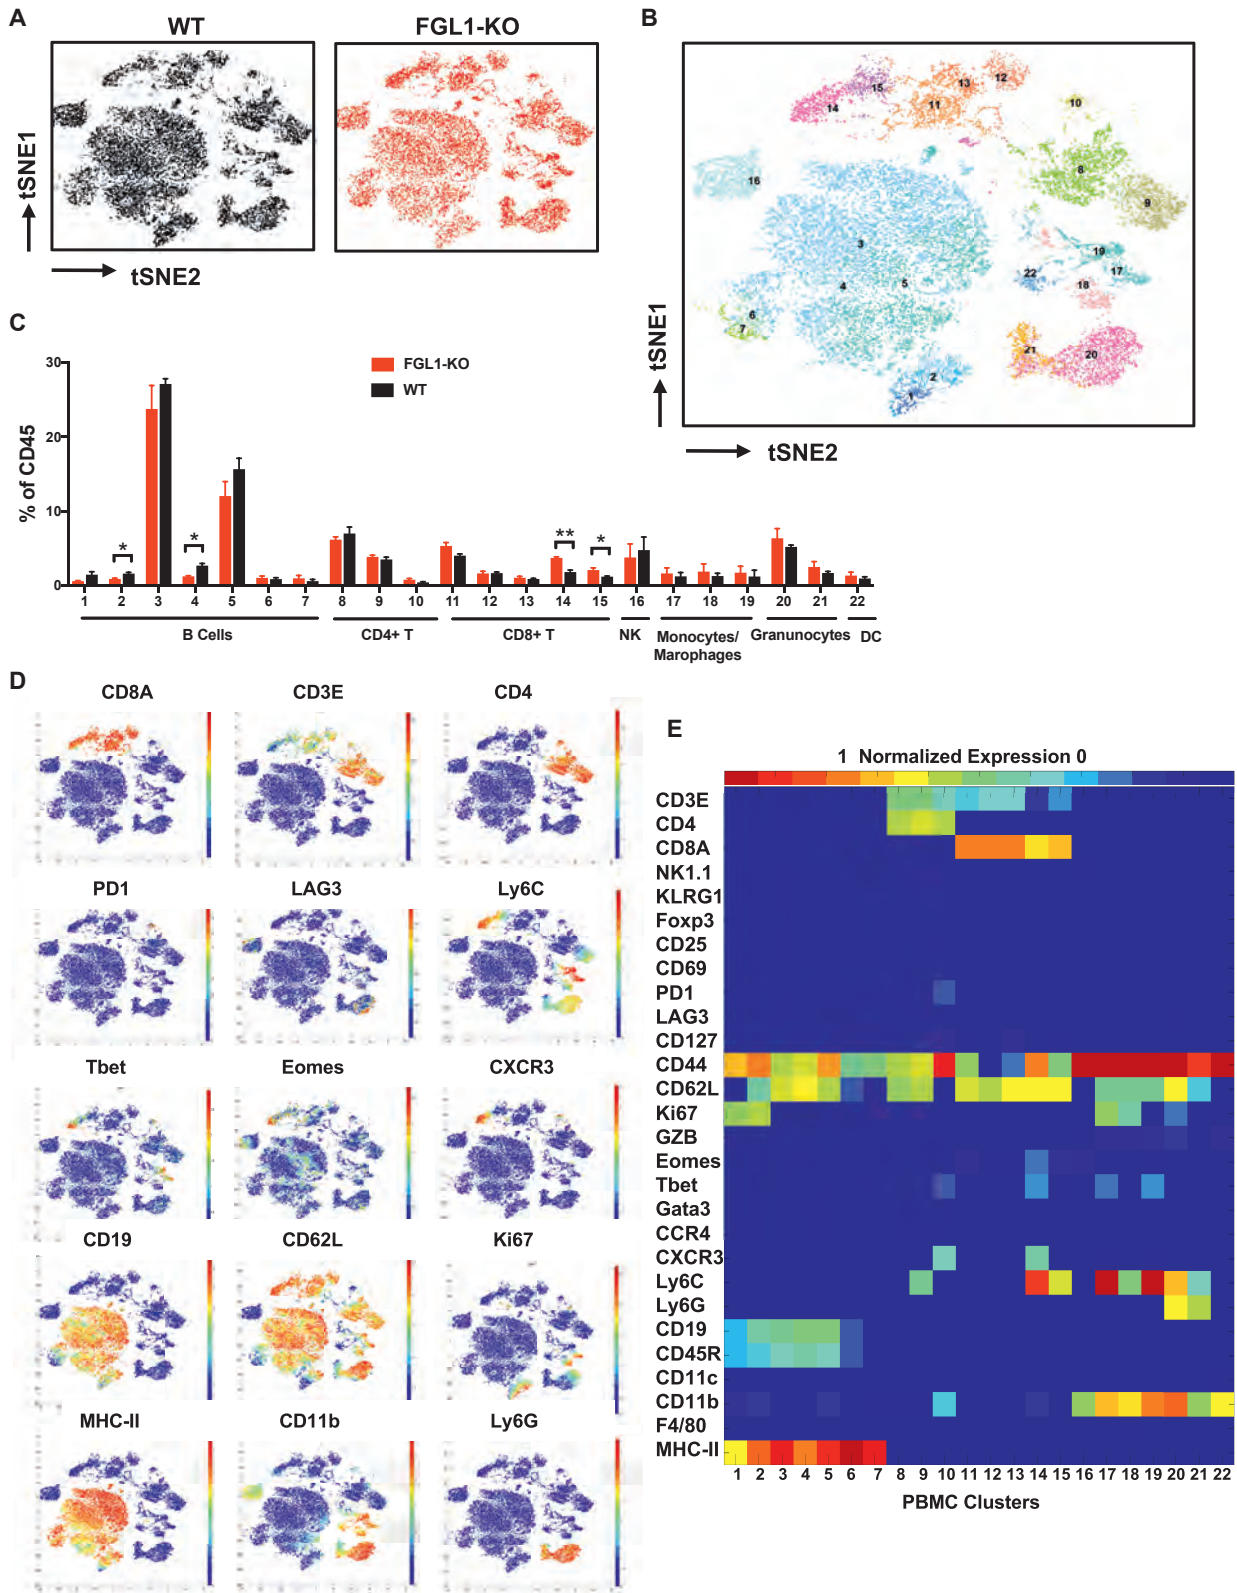 A
WT
FGL1-KO
tSNE1
tSNE2
B
14
15
11
13
12
10
8
9
16
3
4
5
6
7
19
17
22
18
21
20
2
1
tSNE1
tSNE2
C
FGL1-KO
WT
% of CD45
30
20
10
0
* * ** *
1 2 3 4 5 6 7 8 9 10 11 12 13 14 15 16 17 18 19 20 21 22
B Cells CD4+ T CD8+ T NK Monocytes/ Granunocytes DC
Marophages
D
CD8A CD3E CD4
PD1 LAG3 Ly6C
Tbet Eomes CXCR3
CD19 CD62L Ki67
MHC-II CD11b Ly6G
E
1 Normalized Expression 0
CD3E
CD4
CD8A
NK1.1
KLRG1
Foxp3
CD25
CD69
PD1
LAG3
CD127
CD44
CD62L
Ki67
GZB
Eomes
Tbet
Gata3
CCR4
CXCR3
Ly6C
Ly6G
CD19
CD45R
CD11c
CD11b
F4/80
MHC-II
1 2 3 4 5 6 7 8 9 10 11 12 13 14 15 16 17 18 19 20 21 22
PBMC Clusters